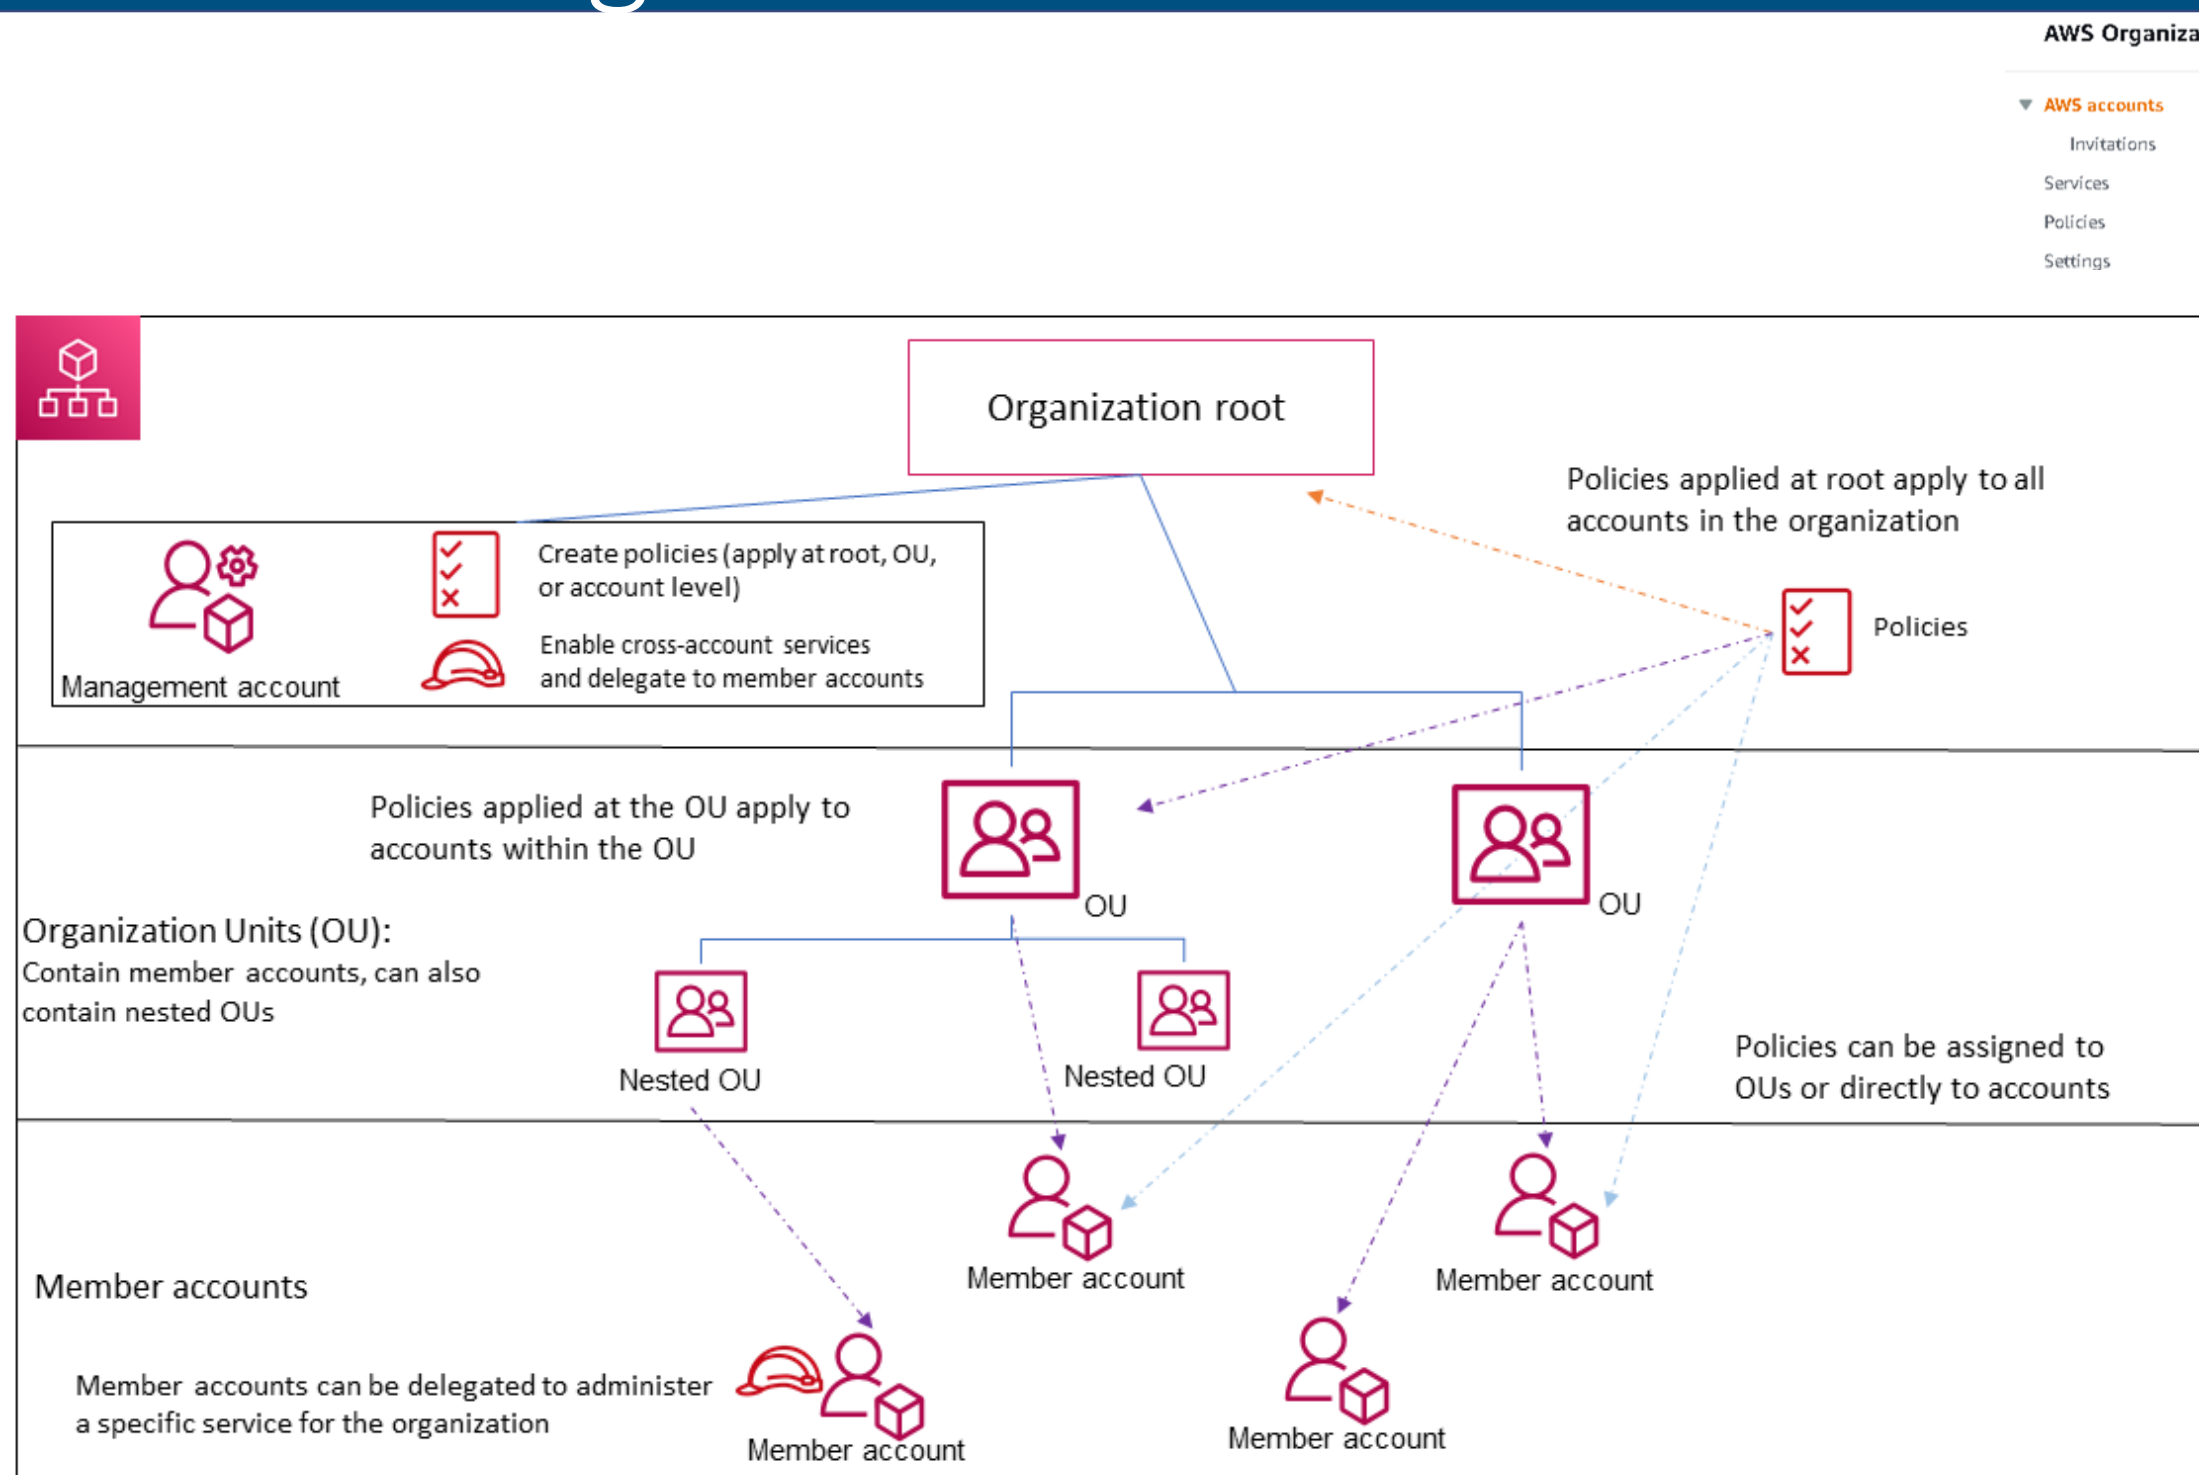 AWS Organiza
AWS accounts
Invitations
Services
Policies
Settings
Organization root
Policies applied at root apply to all
accounts in the organization
Create policies (apply at root, OU,
or account level)
Enable cross-account services
and delegate to member accounts
Management account
Policies
Policies applied at the OU apply to
accounts within the OU
OU
OU
Organization Units (OU):
Contain member accounts, can also
contain nested OUs
Nested OU
Nested OU
Policies can be assigned to
OUs or directly to accounts
Member account
Member account
Member accounts
Member accounts can be delegated to administer
a specific service for the organization
Member account
Member account